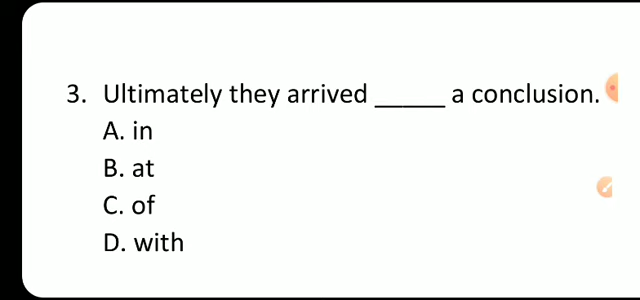 3. Ultimately they arrived _____ a conclusion.
A. in
B. at
C. of
D. with